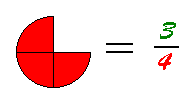 = 3/4